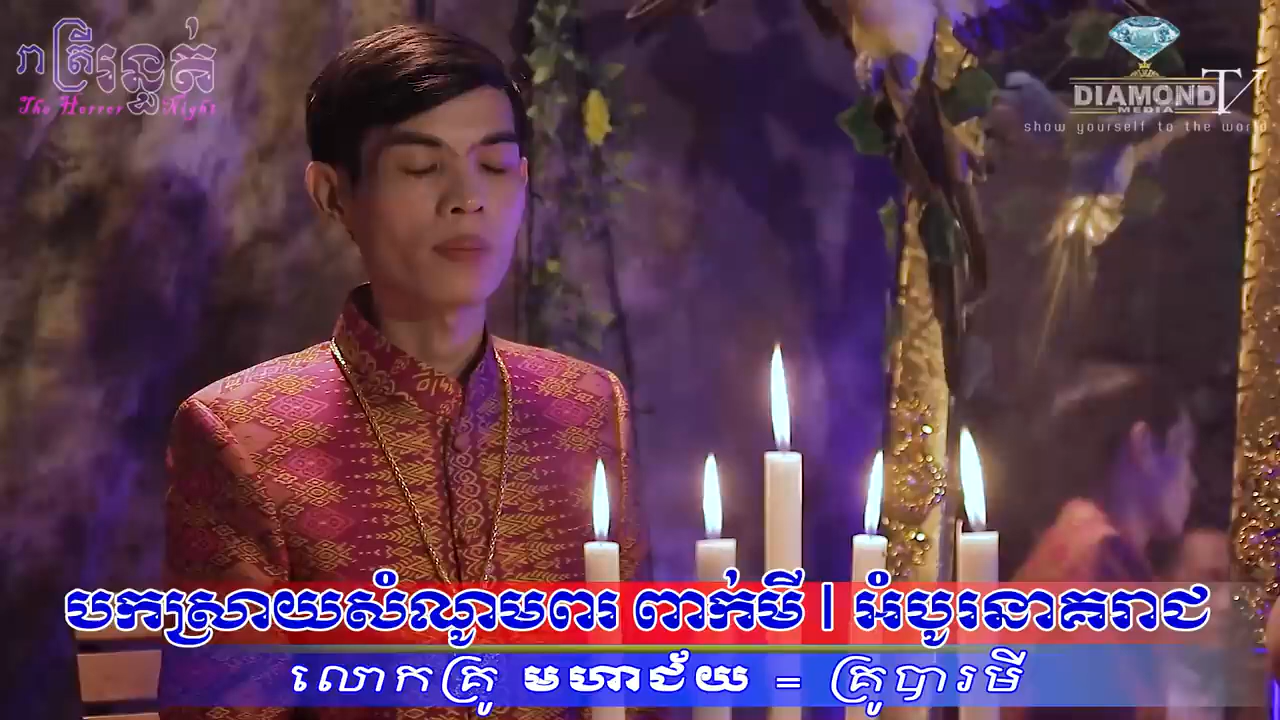 រាត្រីរន្ធត់
The Horror Night
DIAMOND TV
MEDIA
show yourself to the world
បកស្រាយសំណូមពរ ពាក់មី | អំបូរនាគរាជ
លោកគ្រូ មហាជ័យ = គ្រូបារមី